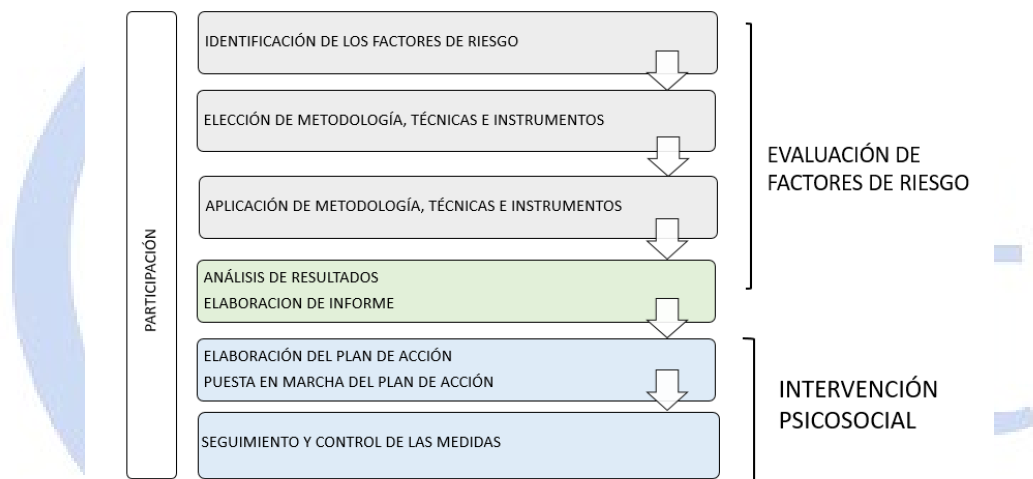 PARTICIPACIÓN
IDENTIFICACIÓN DE LOS FACTORES DE RIESGO
ELECCIÓN DE METODOLOGÍA, TÉCNICAS E INSTRUMENTOS
APLICACIÓN DE METODOLOGÍA, TÉCNICAS E INSTRUMENTOS
ANÁLISIS DE RESULTADOS
ELABORACION DE INFORME
EVALUACIÓN DE
FACTORES DE RIESGO
ELABORACIÓN DEL PLAN DE ACCIÓN
PUESTA EN MARCHA DEL PLAN DE ACCIÓN
SEGUIMIENTO Y CONTROL DE LAS MEDIDAS
INTERVENCIÓN
PSICOSOCIAL